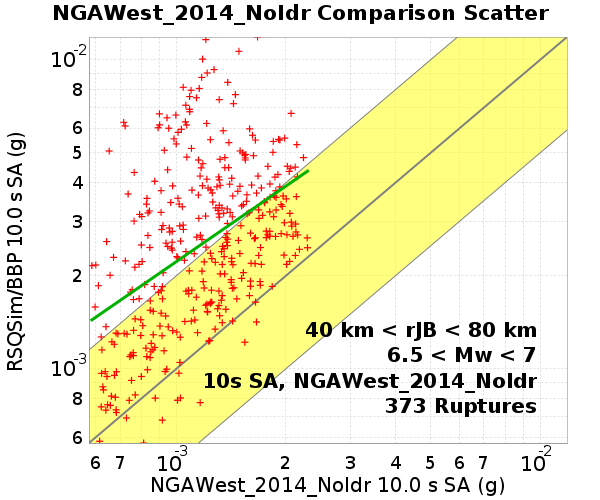 NGAWest_2014_NoIdr Comparison Scatter
RSQSim/BBP 10.0 s SA (g)
10⁻²
8
6
5
4
3
2
10⁻³
8
6
40 km < rJB < 80 km
6.5 < Mw < 7
10s SA, NGAWest_2014_NoIdr
373 Ruptures
6 7 10⁻³ 2 3 4 5 6 7 8 10⁻²
NGAWest_2014_NoIdr 10.0 s SA (g)